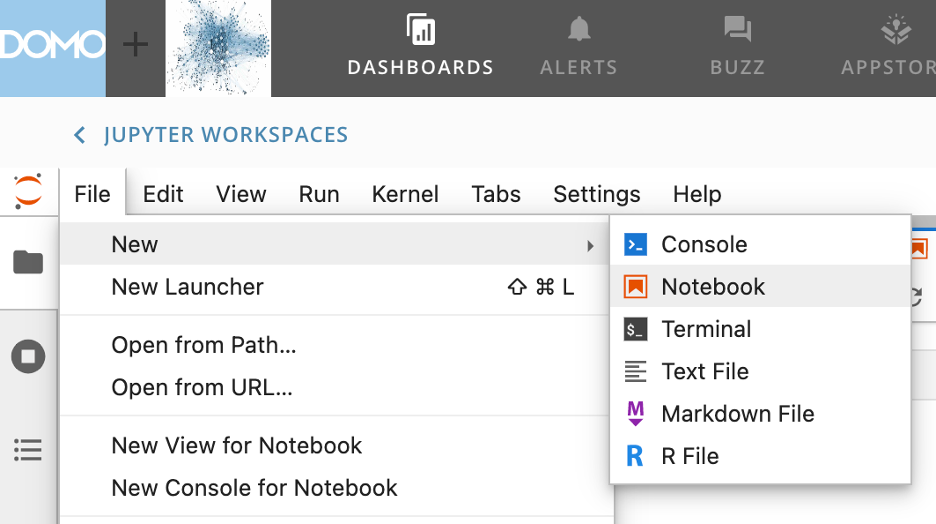 DOMO
DASHBOARDS
ALERTS
BUZZ
APPSTOR
JUPYTER WORKSPACES
File Edit View Run Kernel Tabs Settings Help
New
New Launcher ⇧ ⌘ L
Open from Path...
Open from URL...
New View for Notebook
New Console for Notebook
Console
Notebook
$_ Terminal
Text File
M Markdown File
R R File